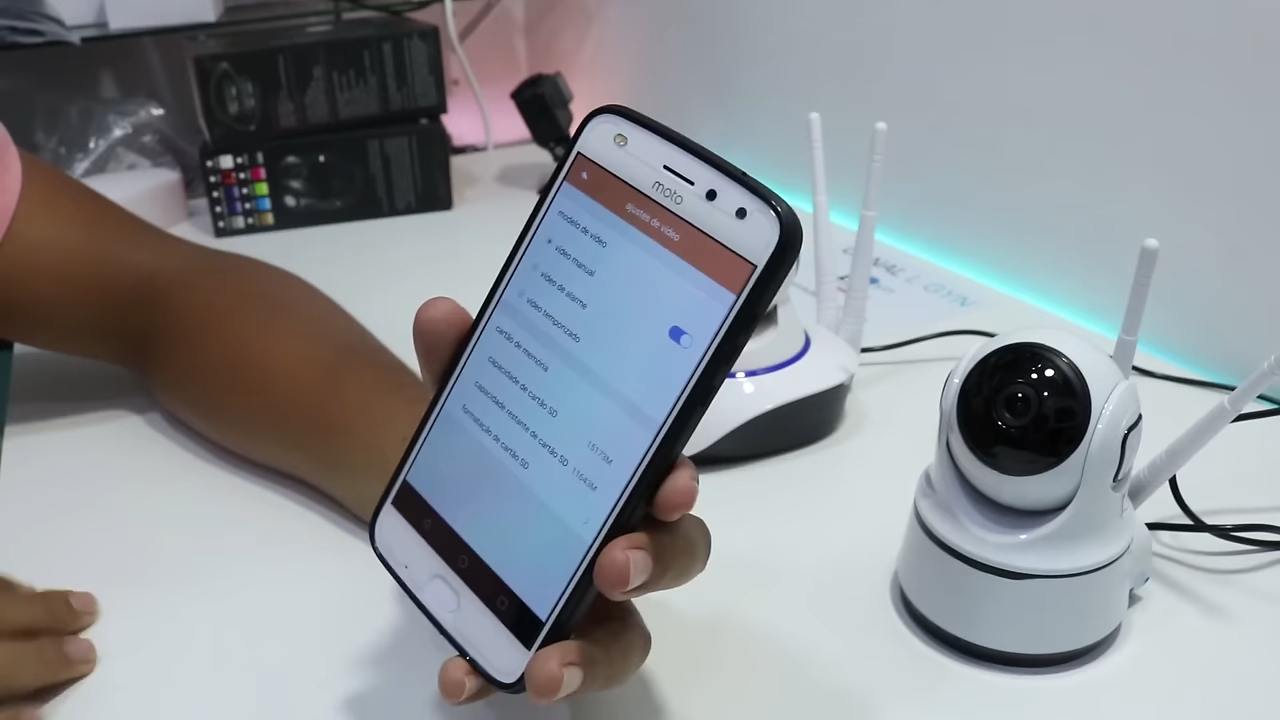 moto
ajustes de vídeo
modelo de vídeo
vídeo manual
vídeo de alarme
vídeo temporizado
cartão de memória
capacidade de cartão SD
15173M
capacidade restante de cartão SD
11643M
formatação de cartão SD